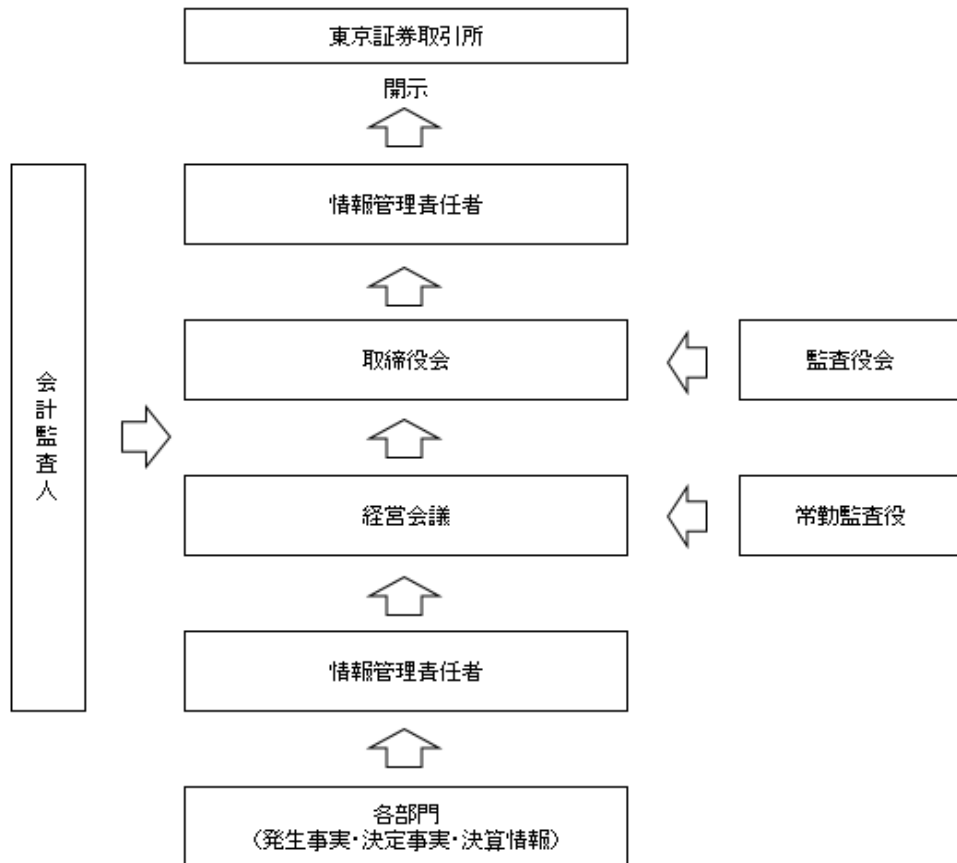 東京証券取引所
開示
情報管理責任者
取締役会
監査役会
会計監査人
経営会議
常勤監査役
情報管理責任者
各部門
（発生事実・決定事実・決算情報）